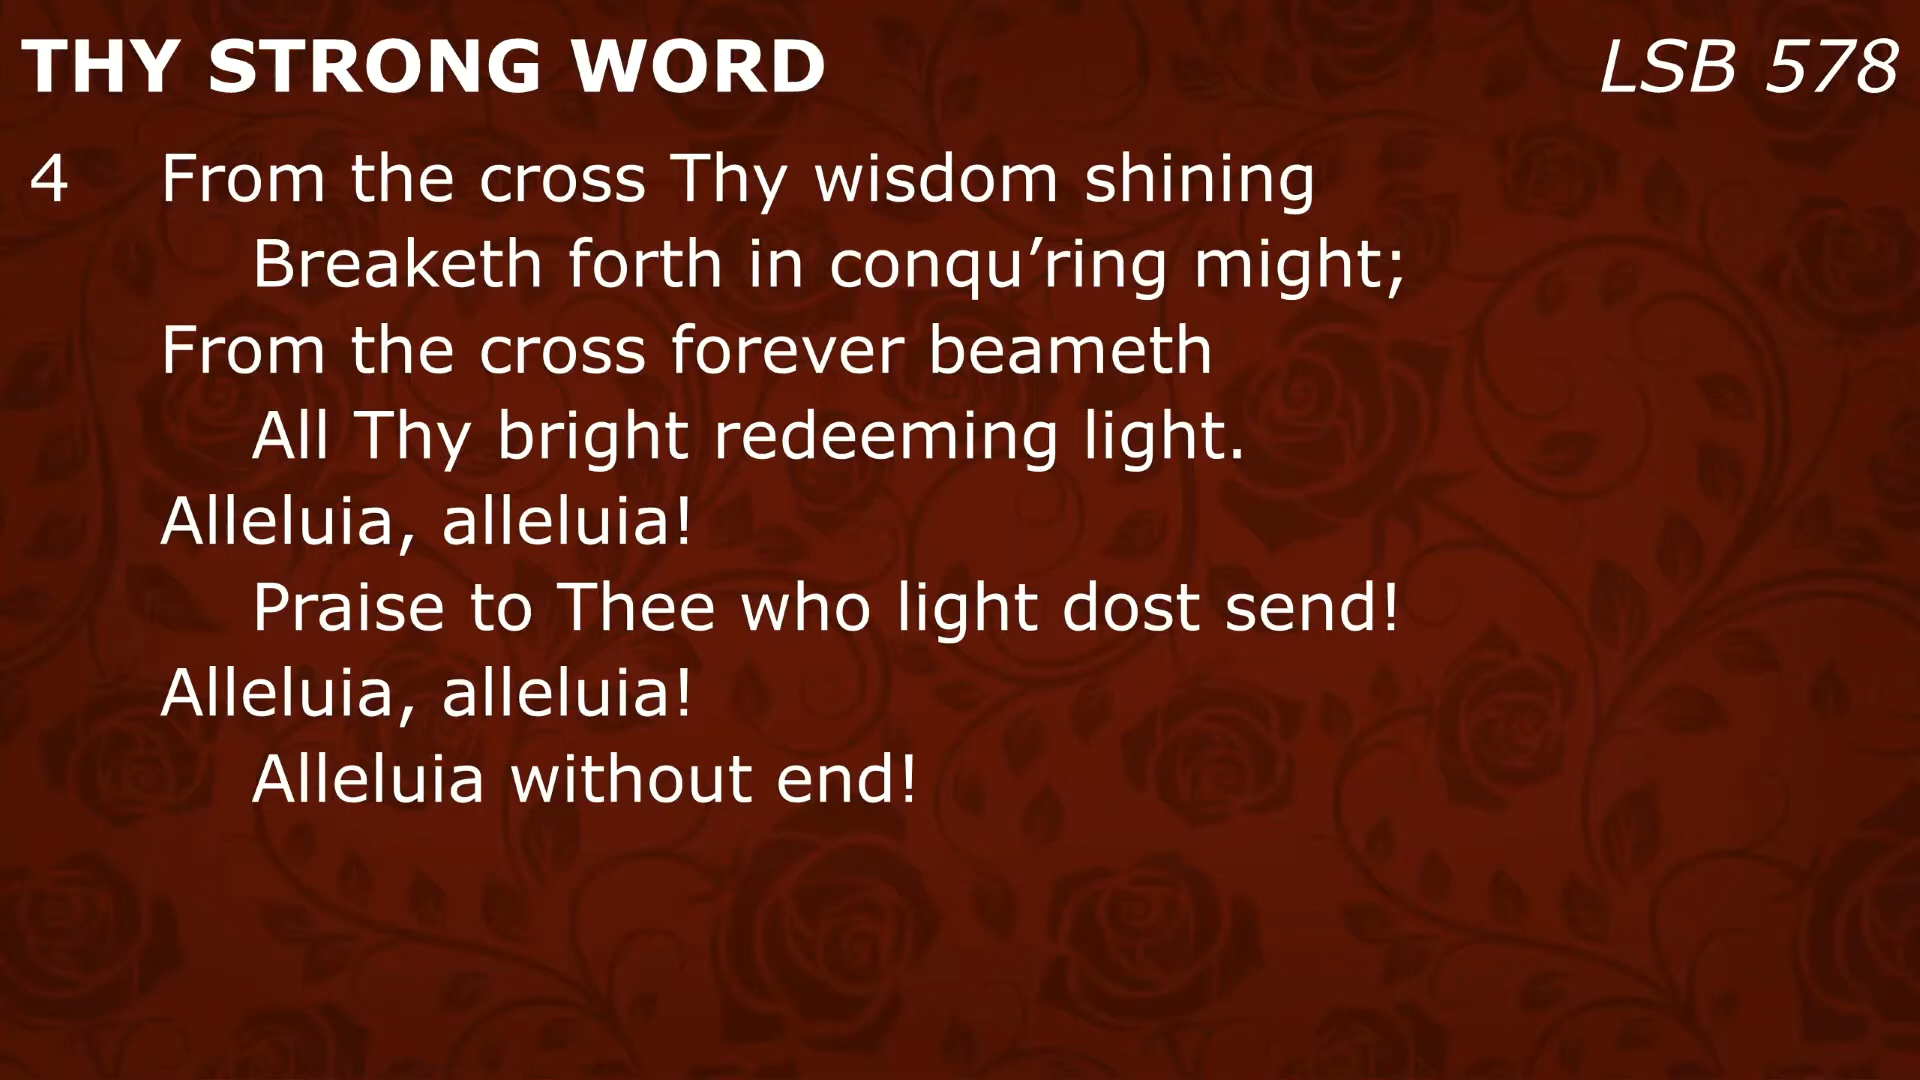 THY STRONG WORD LSB 578
4 From the cross Thy wisdom shining
Breaketh forth in conqu’ring might;
From the cross forever beameth
All Thy bright redeeming light.
Alleluia, alleluia!
Praise to Thee who light dost send!
Alleluia, alleluia!
Alleluia without end!